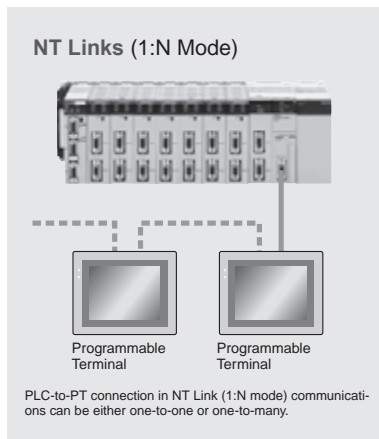 NT Links (1:N Mode)
Programmable
Terminal
Programmable
Terminal
PLC-to-PT connection in NT Link (1:N mode) communicati-
ons can be either one-to-one or one-to-many.